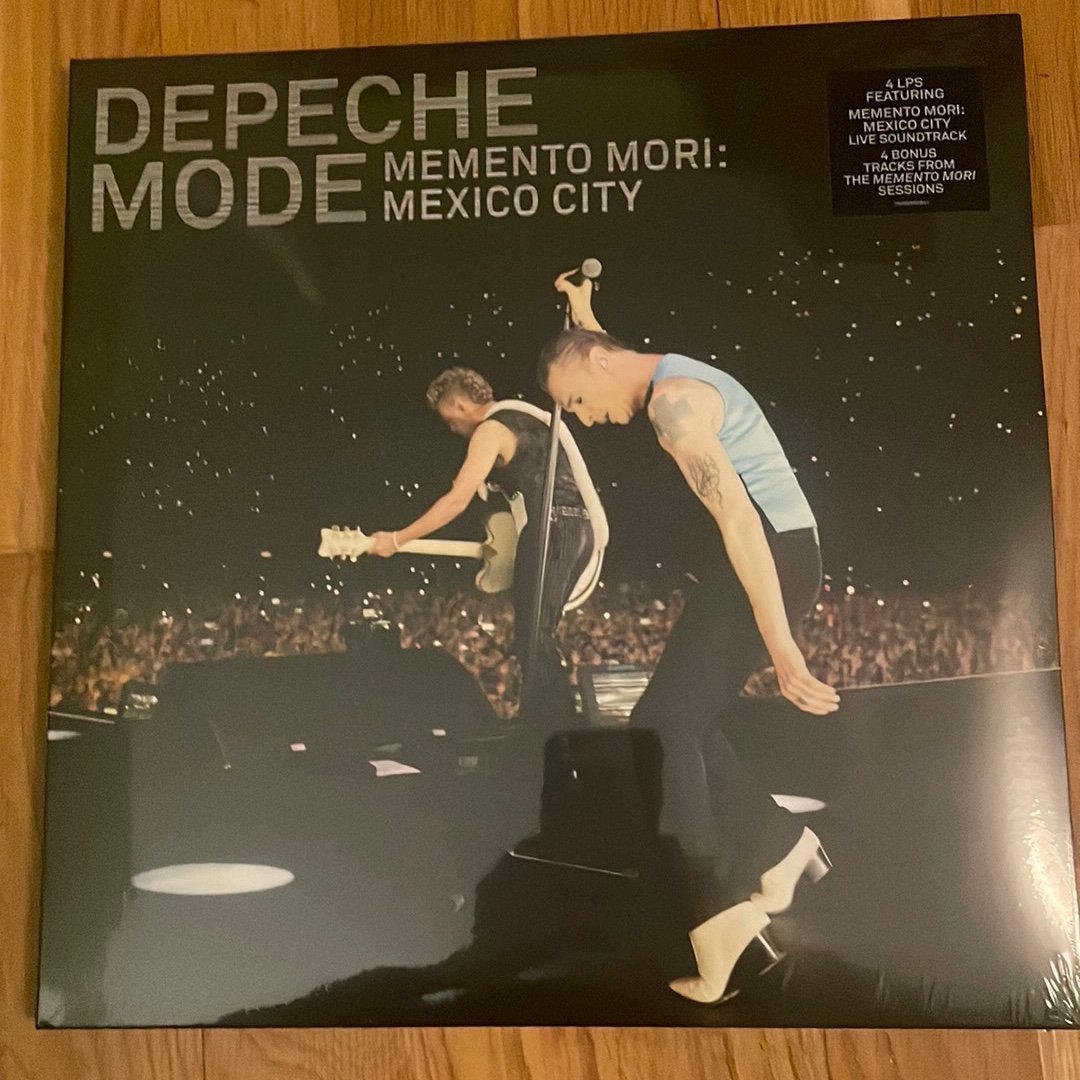 DEPECHE
MODE
MEMENTO MORI:
MEXICO CITY
4 LPS
FEATURING
MEMENTO MORI:
MEXICO CITY
LIVE SOUNDTRACK
4 BONUS
TRACKS FROM
THE MEMENTO MORI
SESSIONS